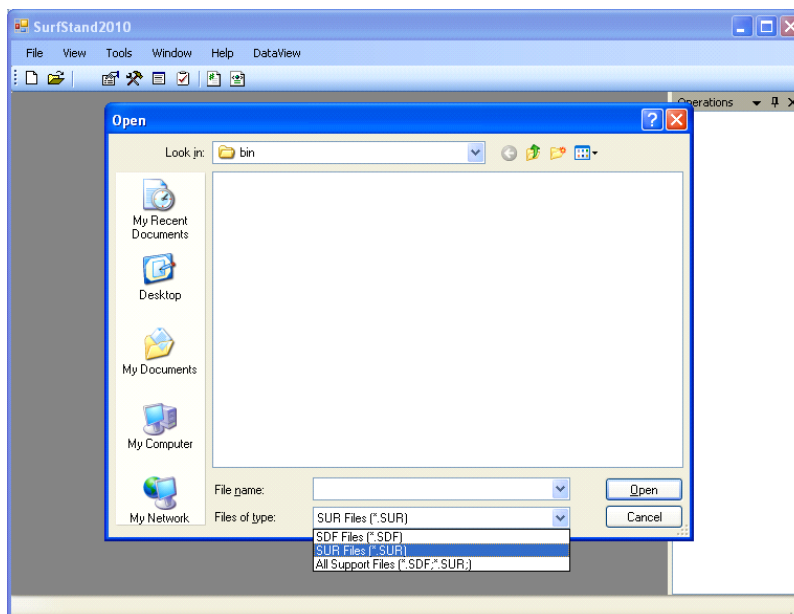 SurfStand2010
File View Tools Window Help DataView
Operations
Open
Look in: bin
My Recent
Documents
Desktop
My Documents
My Computer
My Network
File name:
Open
Files of type: SUR Files (*.SUR)
Cancel
SDF Files (*.SDF)
SUR Files (*.SUR)
All Support Files (*.SDF;*.SUR;)